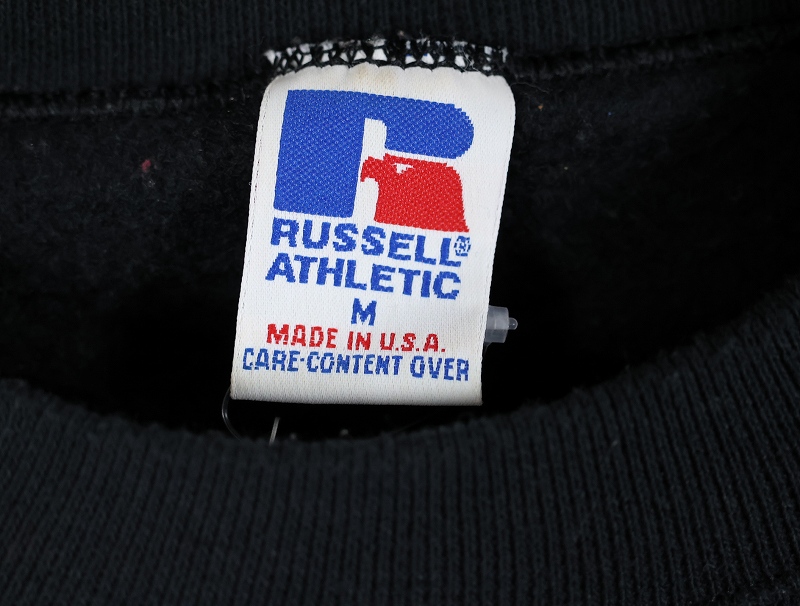 RUSSELL®
ATHLETIC
M
MADE IN U.S.A.
CARE-CONTENT OVER